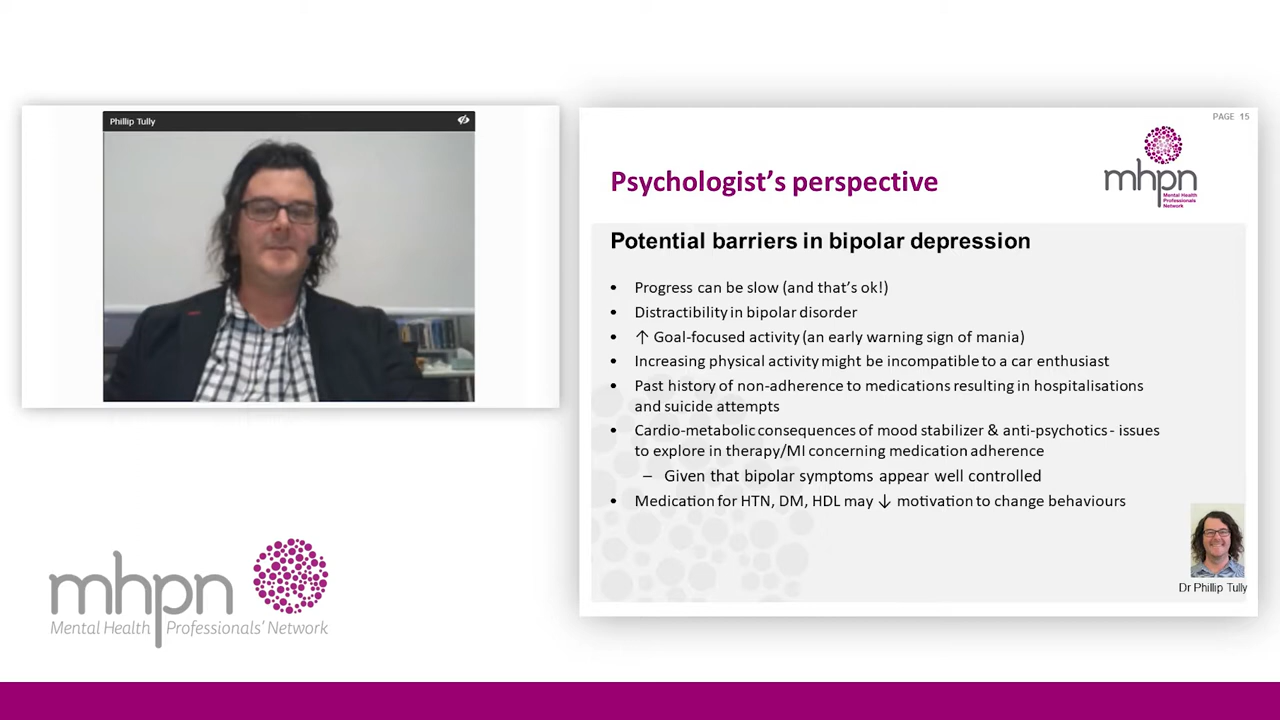 Phillip Tully
PAGE 15
mhpn
Mental Health
Professionals
Network
Psychologist's perspective
Potential barriers in bipolar depression
• Progress can be slow (and that's ok!)
• Distractibility in bipolar disorder
• ↑ Goal-focused activity (an early warning sign of mania)
• Increasing physical activity might be incompatible to a car enthusiast
• Past history of non-adherence to medications resulting in hospitalisations
and suicide attempts
• Cardio-metabolic consequences of mood stabilizer & anti-psychotics - issues
to explore in therapy/MI concerning medication adherence
– Given that bipolar symptoms appear well controlled
• Medication for HTN, DM, HDL may ↓ motivation to change behaviours
Dr Phillip Tully
mhpn
Mental Health Professionals' Network